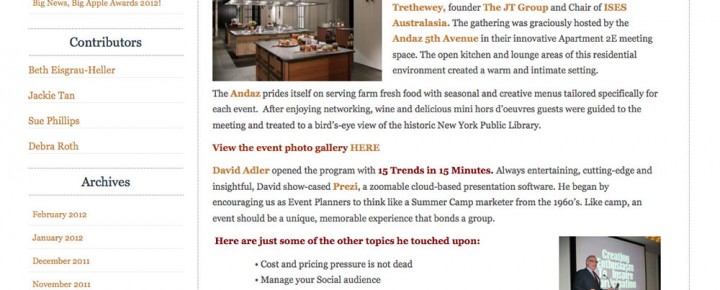 Big News, Big Apple Awards 2012!
Contributors
Beth Eisgrau-Heller
Jackie Tan
Sue Phillips
Debra Roth
Archives
February 2012
January 2012
December 2011
November 2011
Trethewey, founder The JT Group and Chair of ISES
Australasia. The gathering was graciously hosted by the
Andaz 5th Avenue in their innovative Apartment 2E meeting
space. The open kitchen and lounge areas of this residential
environment created a warm and intimate setting.
The Andaz prides itself on serving farm fresh food with seasonal and creative menus tailored specifically for
each event. After enjoying networking, wine and delicious mini hors d'oeuvres guests were guided to the
meeting and treated to a bird's-eye view of the historic New York Public Library.
View the event photo gallery HERE
David Adler opened the program with 15 Trends in 15 Minutes. Always entertaining, cutting-edge and
insightful, David show-cased Prezi, a zoomable cloud-based presentation software. He began by
encouraging us as Event Planners to think like a Summer Camp marketer from the 1960's. Like camp, an
event should be a unique, memorable experience that bonds a group.
Here are just some of the other topics he touched upon:
• Cost and pricing pressure is not dead
• Manage your Social audience
Creating
enthusiasm
to Inspire